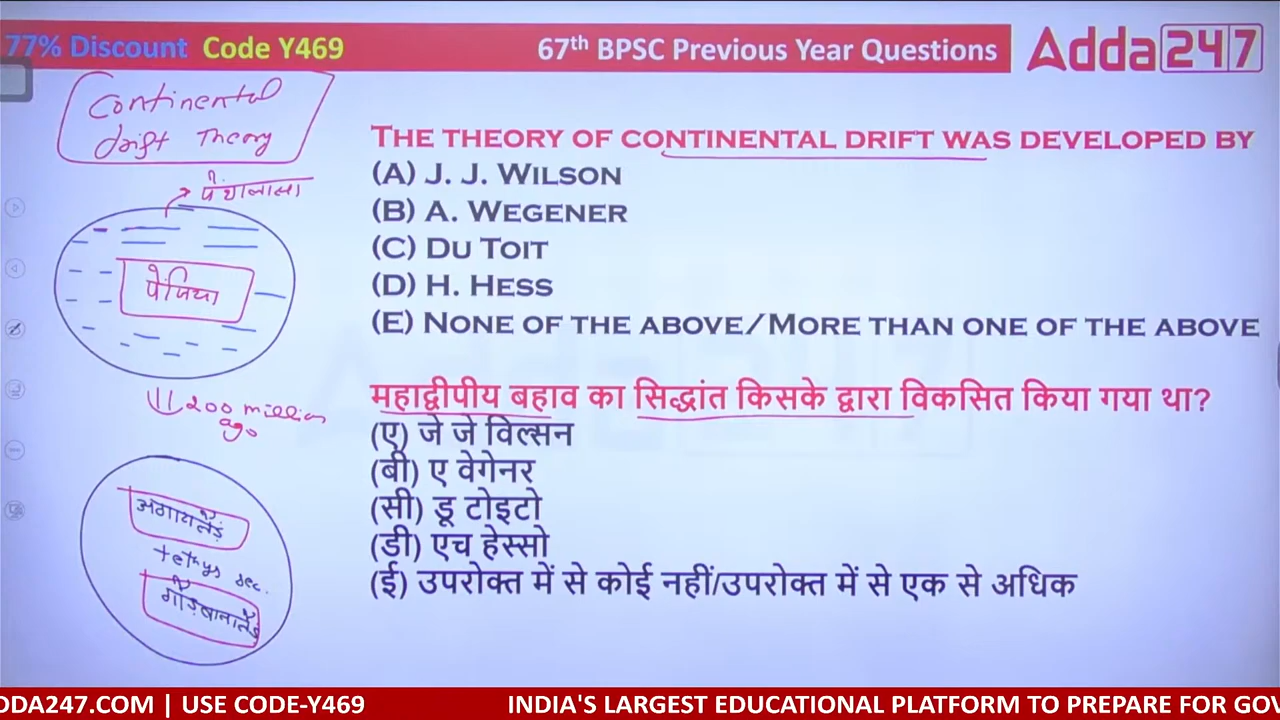 77% Discount Code Y469
67th BPSC Previous Year Questions
Adda247
Continental
drift Theory
THE THEORY OF CONTINENTAL DRIFT WAS DEVELOPED BY
(A) J. J. WILSON
(B) A. WEGENER
(C) DU TOIT
(D) H. HESS
(E) NONE OF THE ABOVE/MORE THAN ONE OF THE ABOVE
पेंजिया
200 million
ago
महाद्वीपीय बहाव का सिद्धांत किसके द्वारा विकसित किया गया था?
(ए) जे जे विल्सन
(बी) ए वेगेनर
(सी) डू टोइटो
(डी) एच हेस्सो
(ई) उपरोक्त में से कोई नहीं/उपरोक्त में से एक से अधिक
tethys
DDA247.COM | USE CODE-Y469
INDIA'S LARGEST EDUCATIONAL PLATFORM TO PREPARE FOR GOV